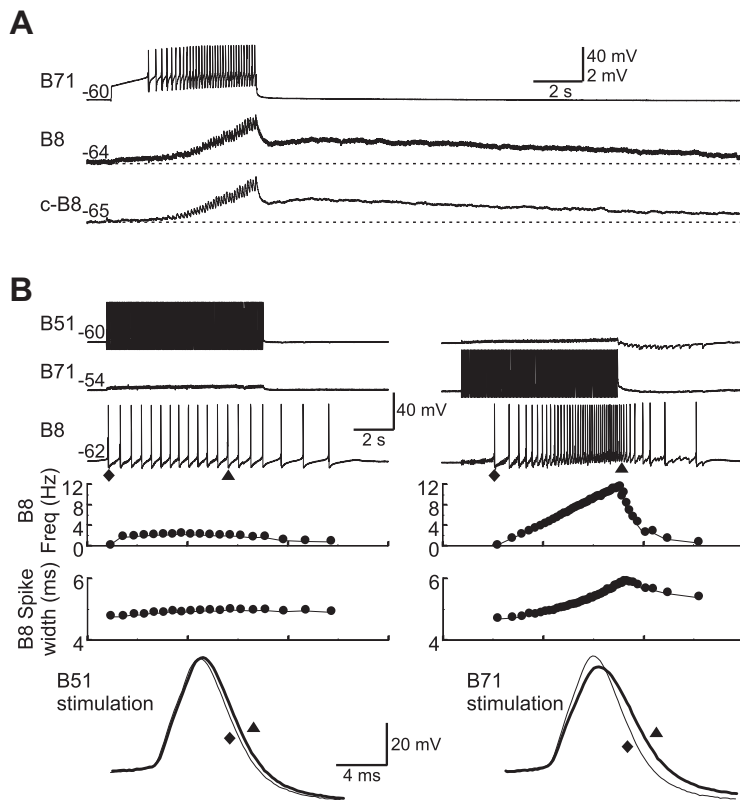 A
B71
-60
40 mV
2 mV
2 s
B8
-64
c-B8
-65
B
B51
-60
B71
-54
40 mV
2 s
B8
-62
B8
Freq (Hz)
12
8
4
0
12
8
4
0
B8 Spike
width (ms)
6
4
6
4
B51
stimulation
B71
stimulation
20 mV
4 ms